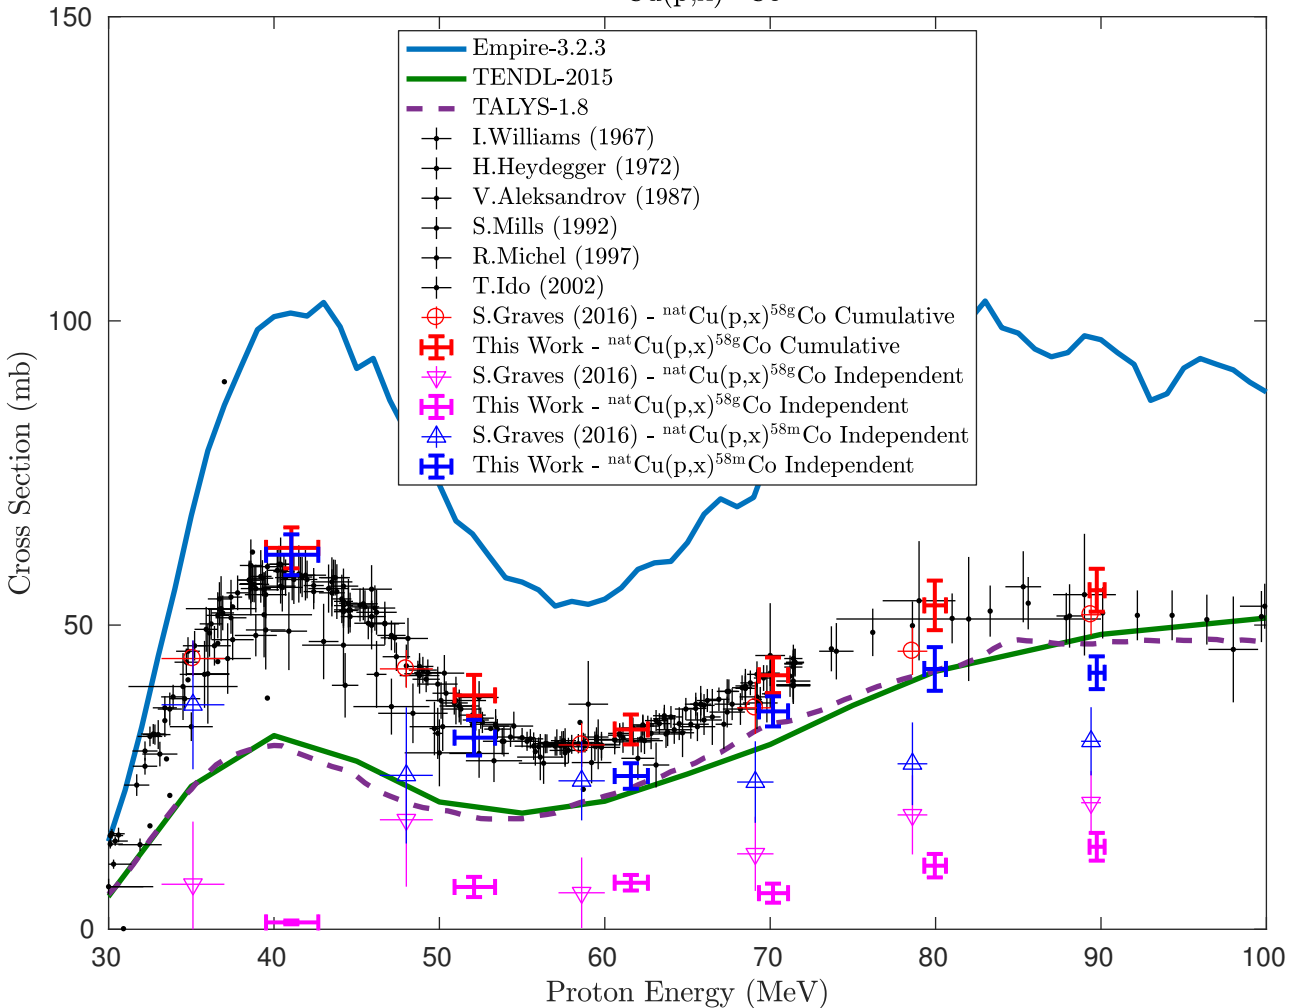 150
Empire-3.2.3
TENDL-2015
TALYS-1.8
I.Williams (1967)
H.Heydegger (1972)
V.Aleksandrov (1987)
S.Mills (1992)
R.Michel (1997)
T.Ido (2002)
S.Graves (2016) - ⁿᵃᵗCu(p,x)⁵⁸ᵍCo Cumulative
This Work - ⁿᵃᵗCu(p,x)⁵⁸ᵍCo Cumulative
S.Graves (2016) - ⁿᵃᵗCu(p,x)⁵⁸ᵍCo Independent
This Work - ⁿᵃᵗCu(p,x)⁵⁸ᵍCo Independent
S.Graves (2016) - ⁿᵃᵗCu(p,x)⁵⁸ᵐCo Independent
This Work - ⁿᵃᵗCu(p,x)⁵⁸ᵐCo Independent
100
50
0
Cross Section (mb)
30 40 50 60 70 80 90 100
Proton Energy (MeV)